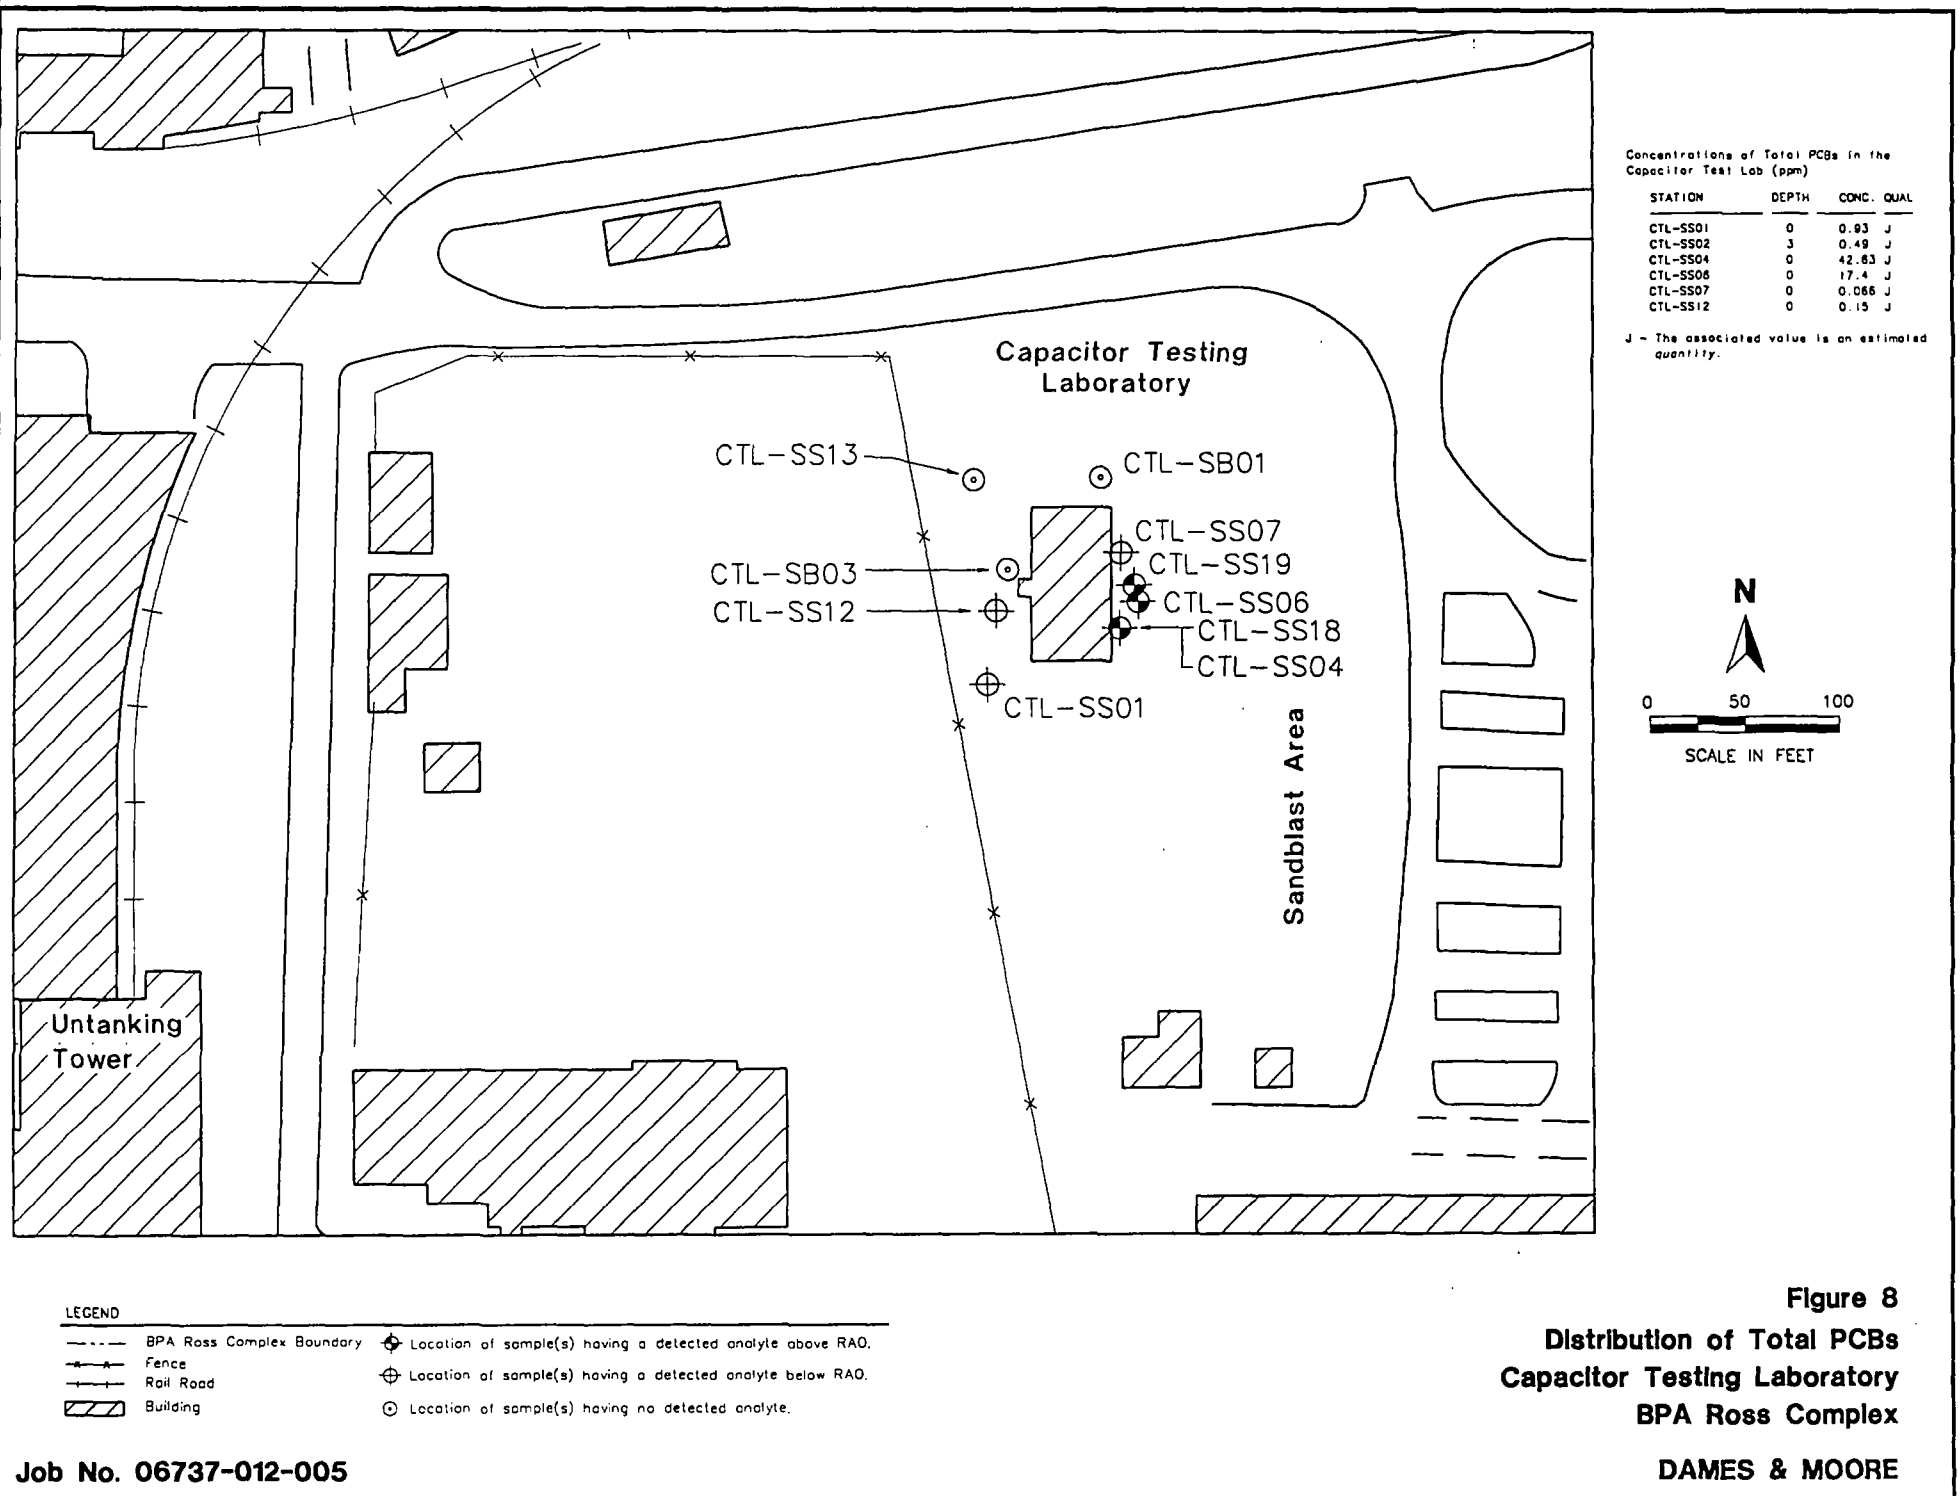 Concentrations of Total PCBs in the
Capacitor Test Lab (ppm)
STATION DEPTH CONC. QUAL
CTL-SS01 0 0.93 J
CTL-SS02 3 0.49 J
CTL-SS04 0 42.63 J
CTL-SS06 0 17.4 J
CTL-SS07 0 0.066 J
CTL-SS12 0 0.15 J
J - The associated value is an estimated
quantity.
Capacitor Testing
Laboratory
CTL-SS13
CTL-SB01
CTL-SS07
CTL-SS19
CTL-SB03
CTL-SS06
CTL-SS12
CTL-SS18
CTL-SS04
CTL-SS01
Sandblast Area
N
0 50 100
SCALE IN FEET
Untanking
Tower
LEGEND
BPA Ross Complex Boundary
Fence
Rail Road
Building
Location of sample(s) having a detected analyte above RAO.
Location of sample(s) having a detected analyte below RAO.
Location of sample(s) having no detected analyte.
Figure 8
Distribution of Total PCBs
Capacitor Testing Laboratory
BPA Ross Complex
Job No. 06737-012-005
DAMES & MOORE